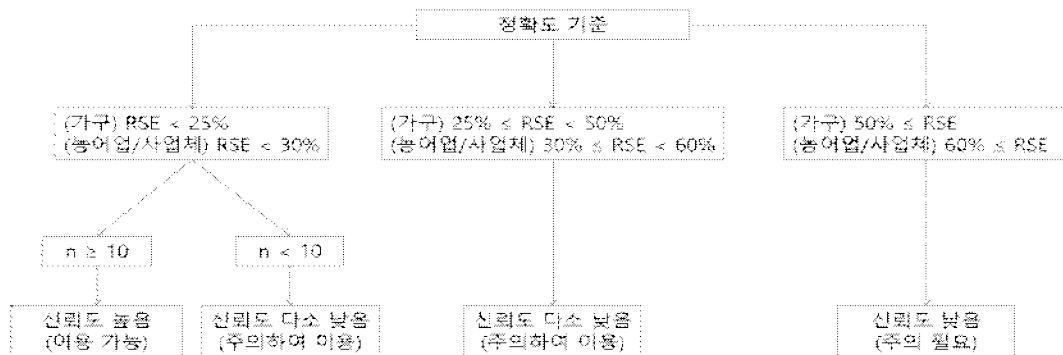 정확도 기준
(가구) RSE < 25%
(농어업/사업체) RSE < 30%
(가구) 25% ≤ RSE < 50%
(농어업/사업체) 30% ≤ RSE < 60%
(가구) 50% ≤ RSE
(농어업/사업체) 60% ≤ RSE
n ≥ 10
n < 10
신뢰도 높음
(이용 가능)
신뢰도 다소 낮음
(주의하여 이용)
신뢰도 다소 낮음
(주의하여 이용)
신뢰도 낮음
(주의 필요)